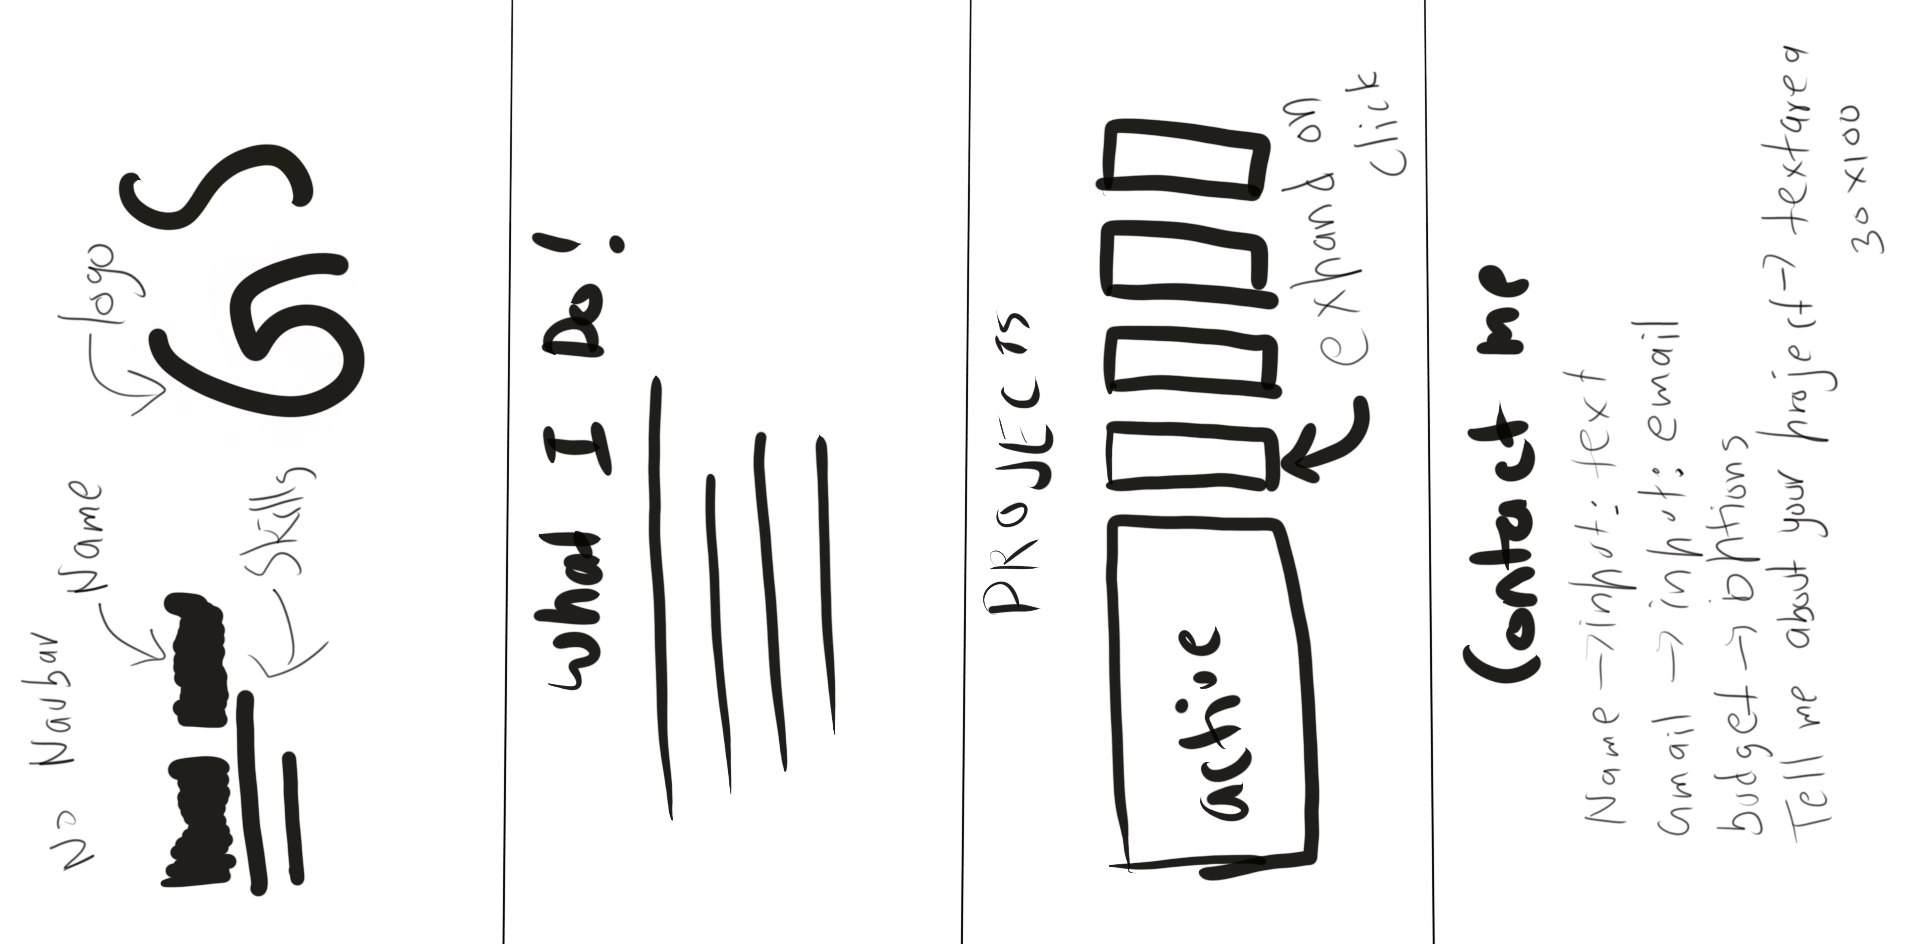 No Navbar
Name
logo
GS
Skills
What I Do!
PROJECTS
active
expand on
click
Contact me
Name → input: text
Gmail → input: email
budget → options
Tell me about your project → textarea
30 x 100